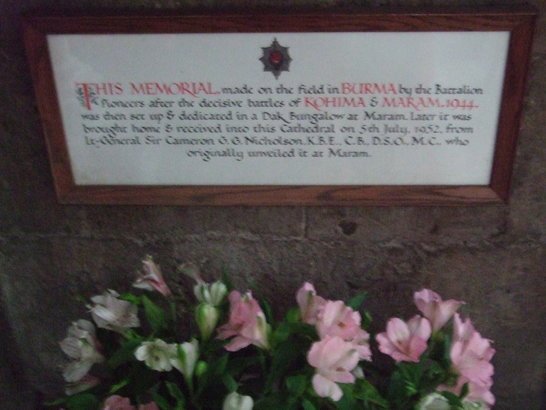 THIS MEMORIAL, made on the field in BURMA by the Battalion
Pioneers after the decisive battles of KOHIMA & MARAM, 1944,
was then set up & dedicated in a Dak Bungalow at Maram. Later it was
brought home & received into this Cathedral on 5th July, 1952, from
Lt-General Sir Cameron G. G. Nicholson, K.B.E., C.B., D.S.O., M.C., who
originally unveiled it at Maram.